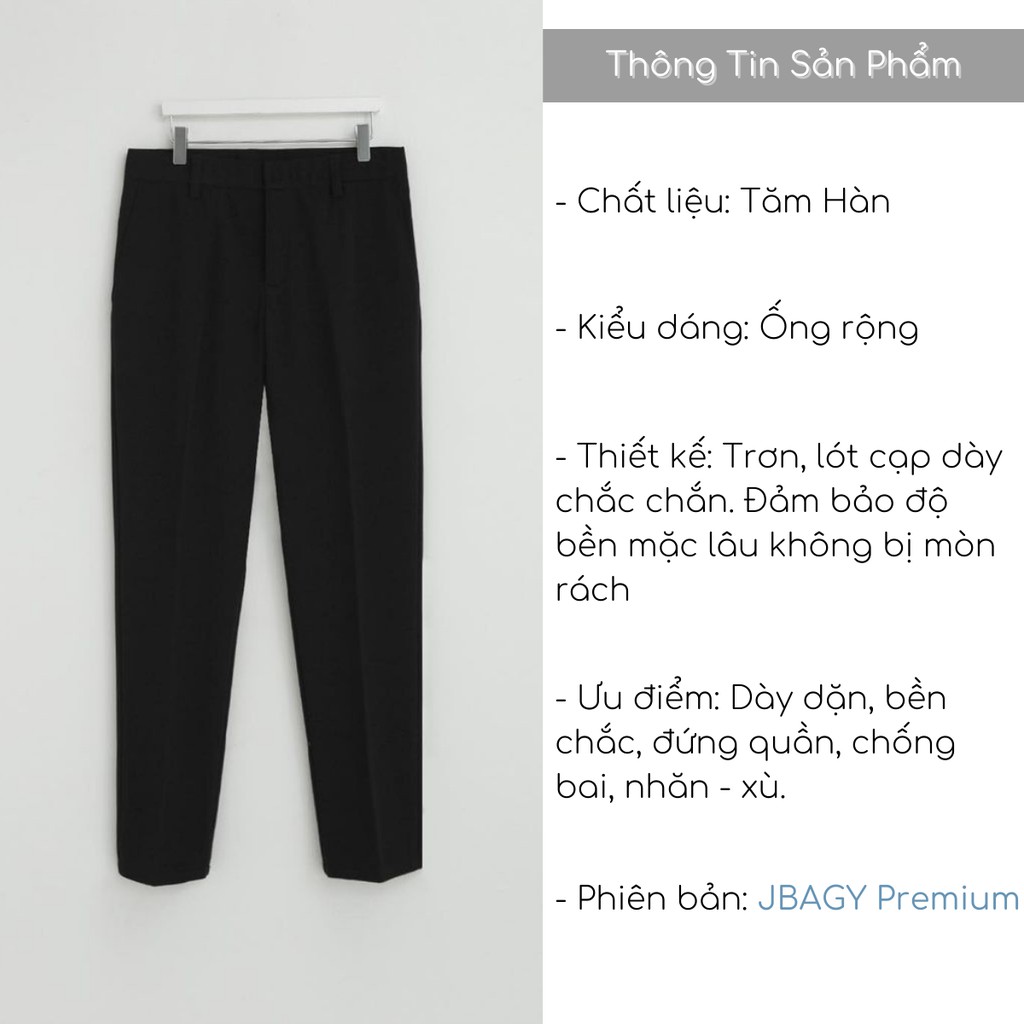 Thông Tin Sản Phẩm
- Chất liệu: Tăm Hàn
- Kiểu dáng: Ống rộng
- Thiết kế: Trơn, lót cạp dày
chắc chắn. Đảm bảo độ
bền mặc lâu không bị mòn
rách
- Ưu điểm: Dày dặn, bền
chắc, đứng quần, chống
bai, nhăn - xù.
- Phiên bản: JBAGY Premium